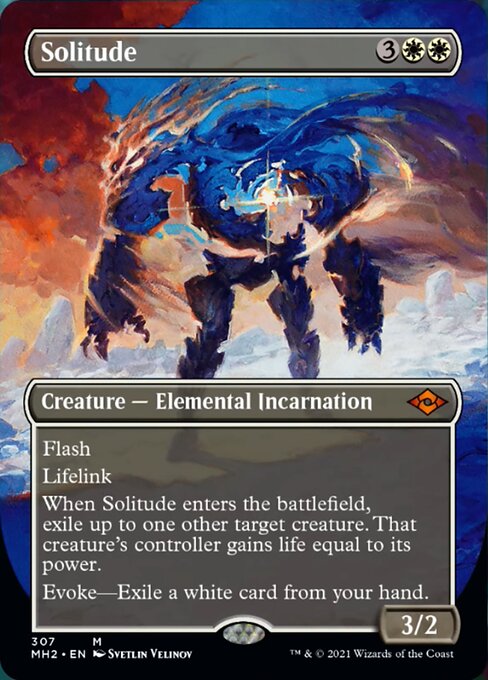 Solitude 3
Creature — Elemental Incarnation
Flash
Lifelink
When Solitude enters the battlefield,
exile up to one other target creature. That
creature's controller gains life equal to its
power.
Evoke—Exile a white card from your hand.
3/2
307 M
MH2 • EN Svetlin Velinov
™ & © 2021 Wizards of the Coast